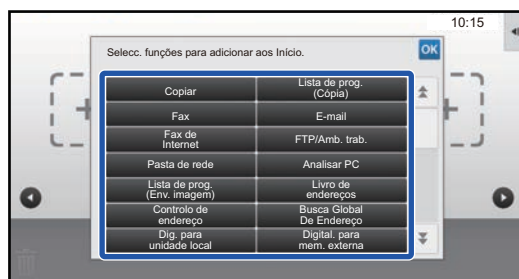 10:15
Selecc. funções para adicionar aos Início.
OK
Copiar
Lista de prog.
(Cópia)
Fax
E-mail
Fax de
Internet
FTP/Amb. trab.
Pasta de rede
Analisar PC
Lista de prog.
(Env. imagem)
Livro de
endereços
Controlo de
endereço
Busca Global
De Endereço
Dig. para
unidade local
Digital. para
mem. externa